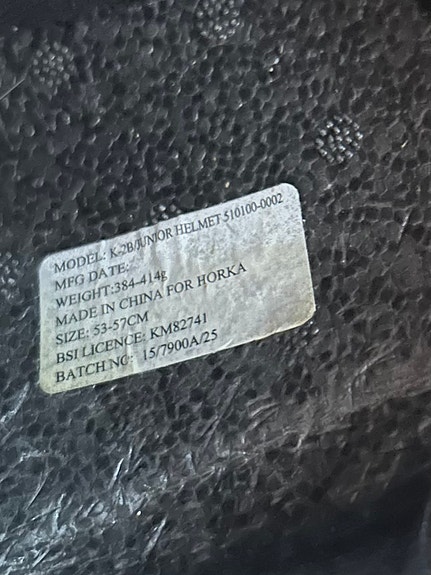 MODEL: K-2B/JUNIOR HELMET 510100-0002
MFG DATE:
WEIGHT:384-414g
MADE IN CHINA FOR HORKA
SIZE: 53-57CM
BSI LICENCE: KM82741
BATCH NO: 15/7900A/25